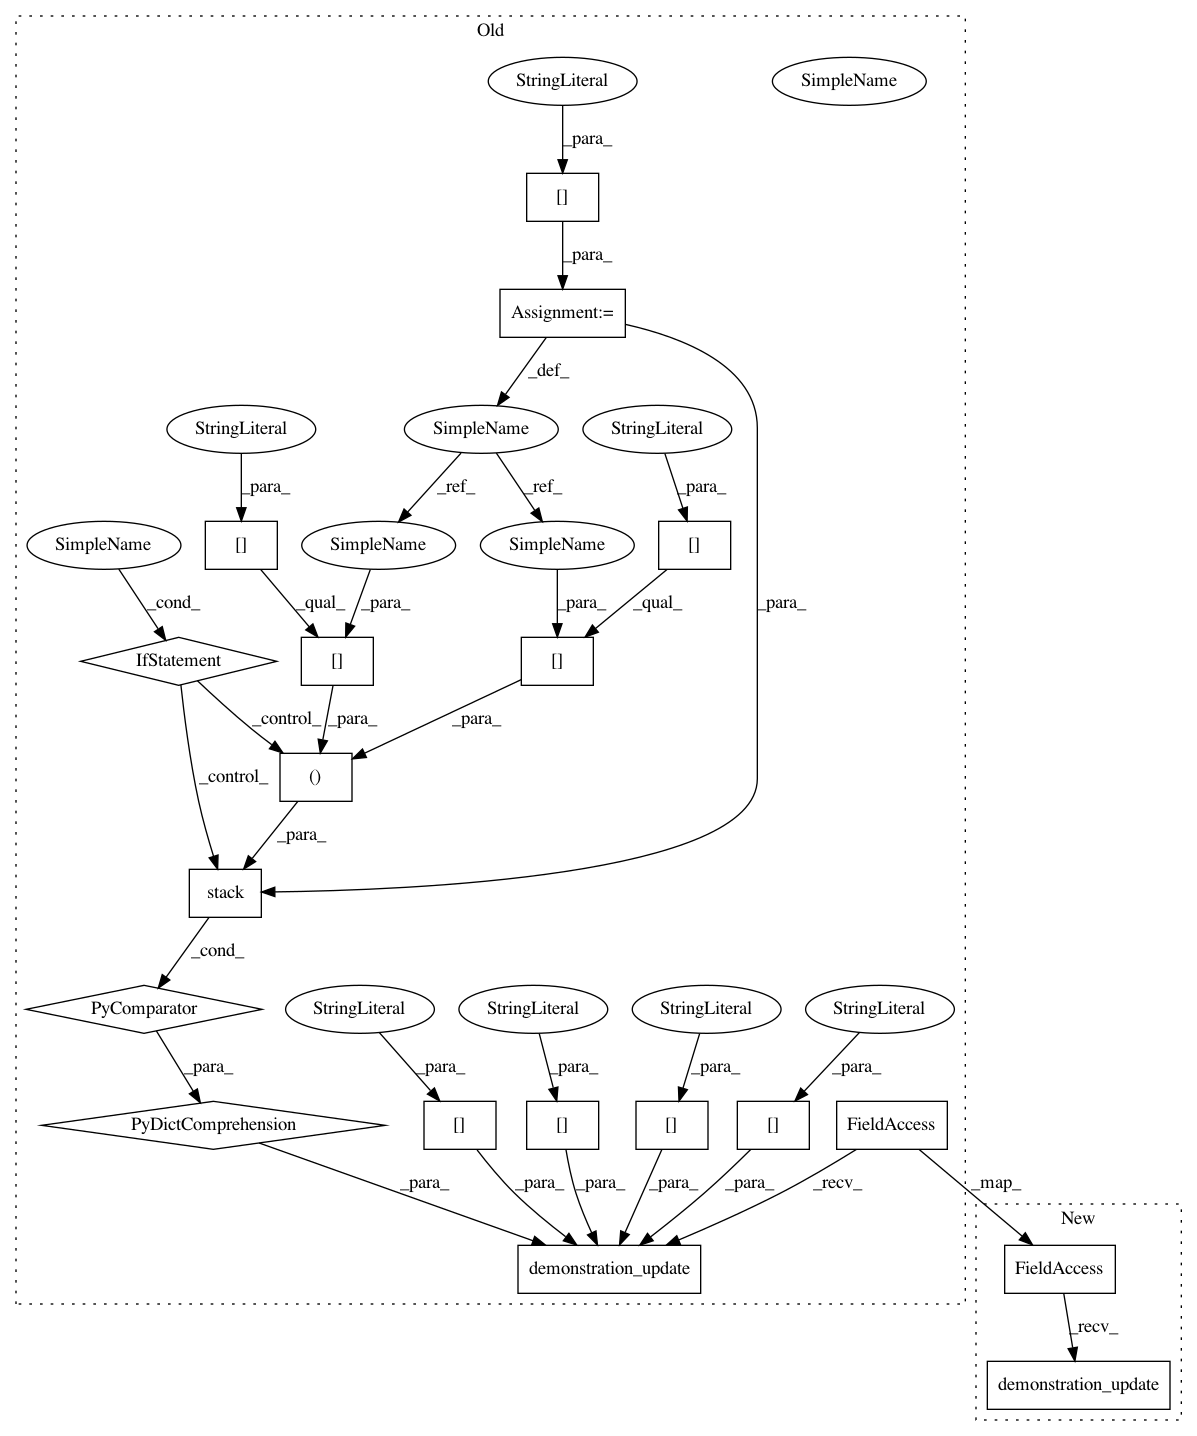 Old
StringLiteral
SimpleName
_para_
[]
_para_
Assignment:=
_def_
StringLiteral
SimpleName
StringLiteral
_para_
_ref_
_ref_
_para_
SimpleName
[]
SimpleName
SimpleName
[]
_cond_
_qual_
_para_
_para_
_qual_
_para_
IfStatement
[]
[]
_control_
_para_
_para_
_control_
()
_para_
stack
_cond_
PyComparator
StringLiteral
StringLiteral
StringLiteral
StringLiteral
_para_
_para_
_para_
_para_
_para_
PyDictComprehension
[]
[]
[]
[]
FieldAccess
_para_
_para_
_para_
_para_
_para_
_recv_
_map_
New
demonstration_update
FieldAccess
_recv_
demonstration_update